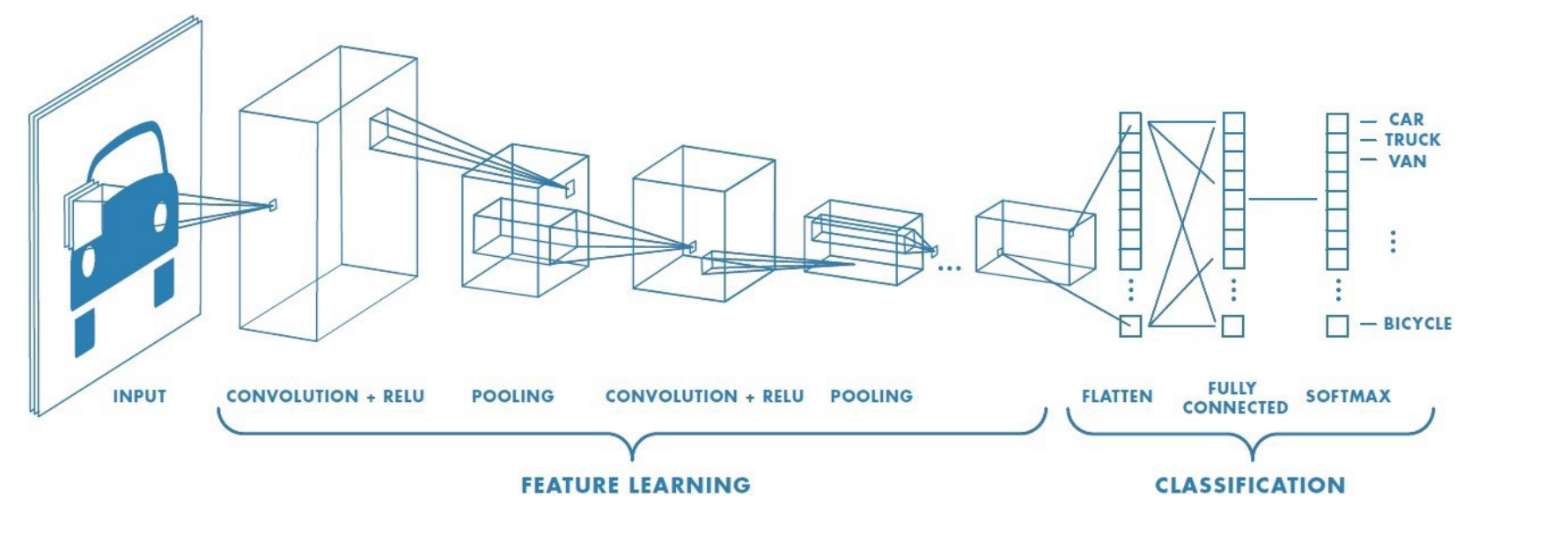 CAR
TRUCK
VAN
BICYCLE
INPUT
CONVOLUTION + RELU
POOLING
CONVOLUTION + RELU
POOLING
FLATTEN
FULLY
CONNECTED
SOFTMAX
FEATURE LEARNING
CLASSIFICATION